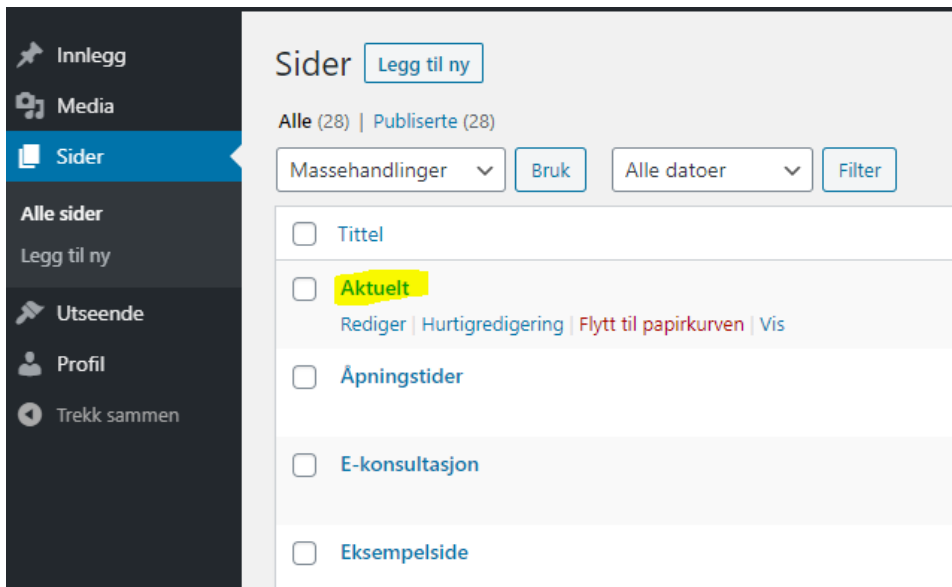 Innlegg
Media
Sider
Alle sider
Legg til ny
Utseende
Profil
Trekk sammen
Sider Legg til ny
Alle (28) | Publiserte (28)
Massehandlinger Bruk Alle datoer Filter
Tittel
Aktuelt
Rediger | Hurtigredigering | Flytt til papirkurven | Vis
Åpningstider
E-konsultasjon
Eksempelside